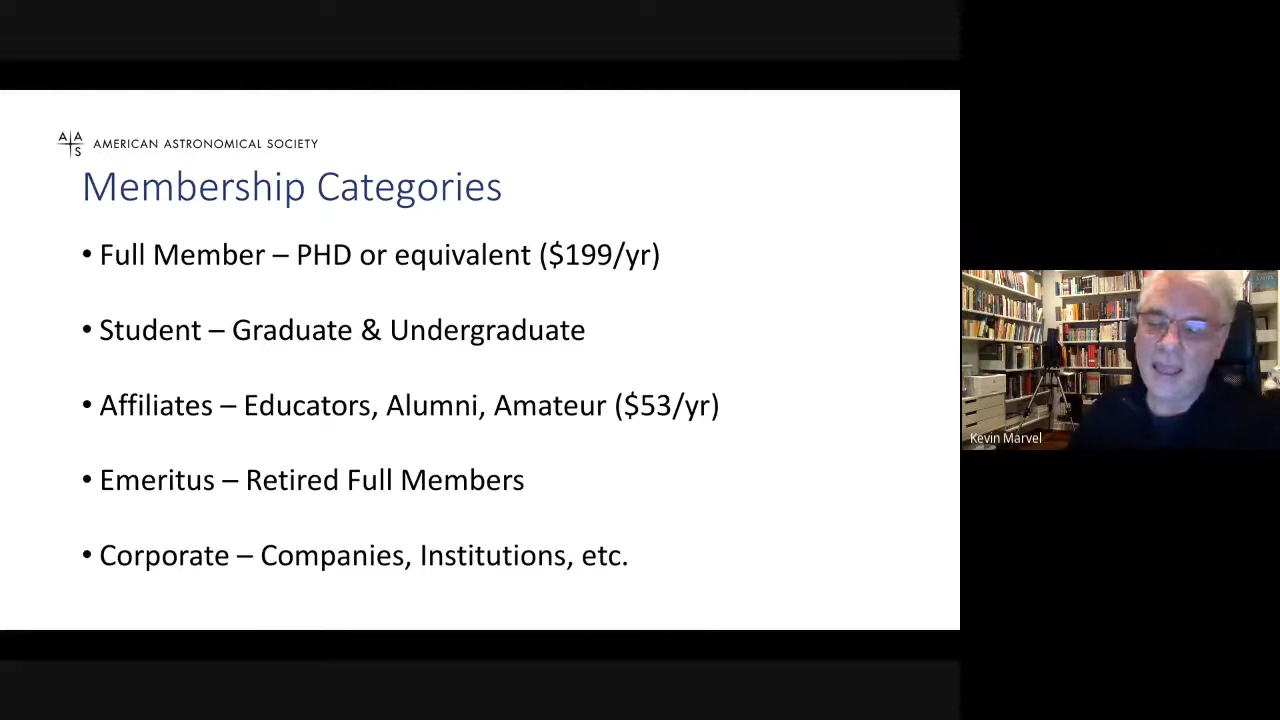 AAS AMERICAN ASTRONOMICAL SOCIETY
Membership Categories
• Full Member – PHD or equivalent ($199/yr)
• Student – Graduate & Undergraduate
• Affiliates – Educators, Alumni, Amateur ($53/yr)
• Emeritus – Retired Full Members
• Corporate – Companies, Institutions, etc.
Kevin Marvel